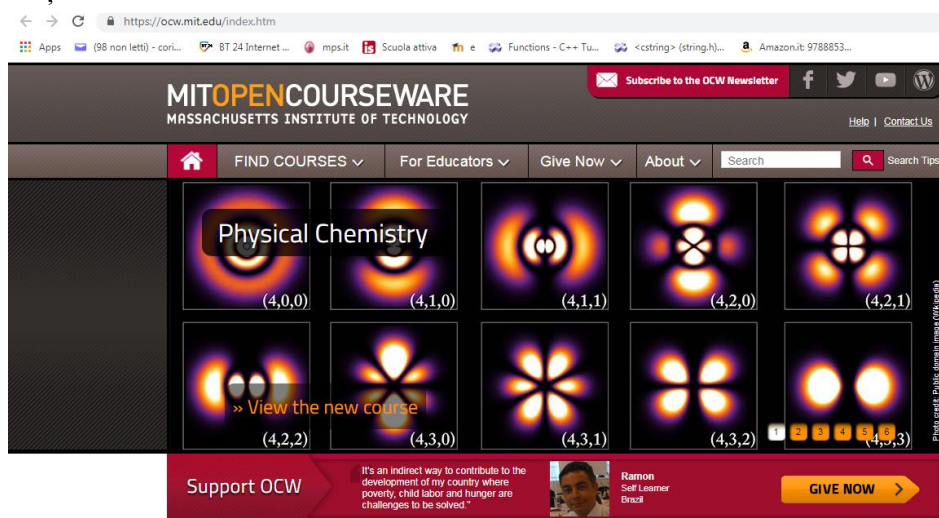 https://ocw.mit.edu/index.htm
Apps (98 non letti) - cori... BT 24 Internet ... mps.it Scuola attiva e Functions - C++ Tu... <cstring> (string.h)... Amazon.it: 9788853...
Subscribe to the OCW Newsletter
MITOPENCOURSEWARE
MASSACHUSETTS INSTITUTE OF TECHNOLOGY
Help | Contact Us
FIND COURSES For Educators Give Now About Search Search Tips
Physical Chemistry
(4,0,0) (4,1,0) (4,1,1) (4,2,0) (4,2,1)
» View the new course
1 2 3 4 5 6
(4,2,2) (4,3,0) (4,3,1) (4,3,2) (4,3,3)
Photo credit: Public domain image (Wikipedia)
Support OCW
It's an indirect way to contribute to the
development of my country where
poverty, child labor and hunger are
challenges to be solved."
Ramon
Self Learner
Brazil
GIVE NOW